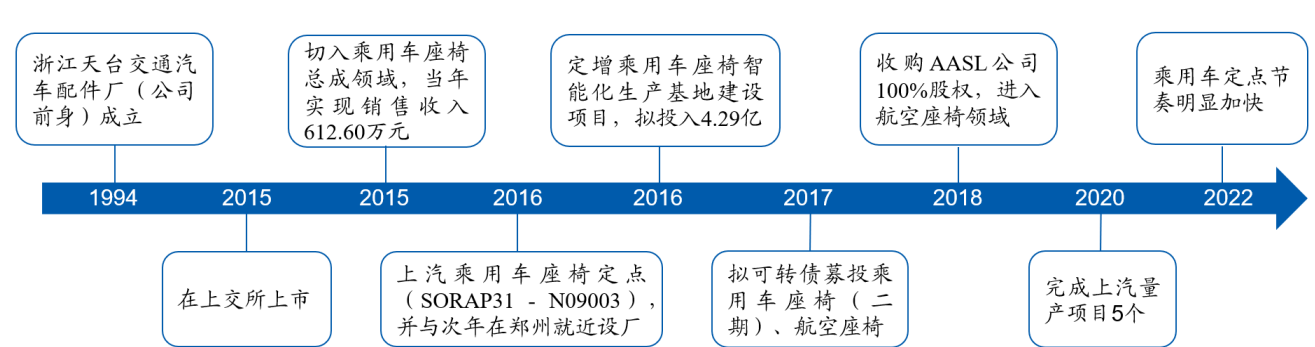 浙江天台交通汽
车配件厂（公司
前身）成立
切入乘用车座椅
总成领域，当年
实现销售收入
612.60万元
定增乘用车座椅智
能化生产基地建设
项目，拟投入4.29亿
收购AASL公司
100%股权，进入
航空座椅领域
乘用车定点节
奏明显加快
1994
2015
2015
2016
2016
2017
2018
2020
2022
在上交所上市
上汽乘用车座椅定点
（SORAP31 - N09003），
并与次年在郑州就近设厂
拟可转债募投乘
用车座椅（二
期）、航空座椅
完成上汽量
产项目5个